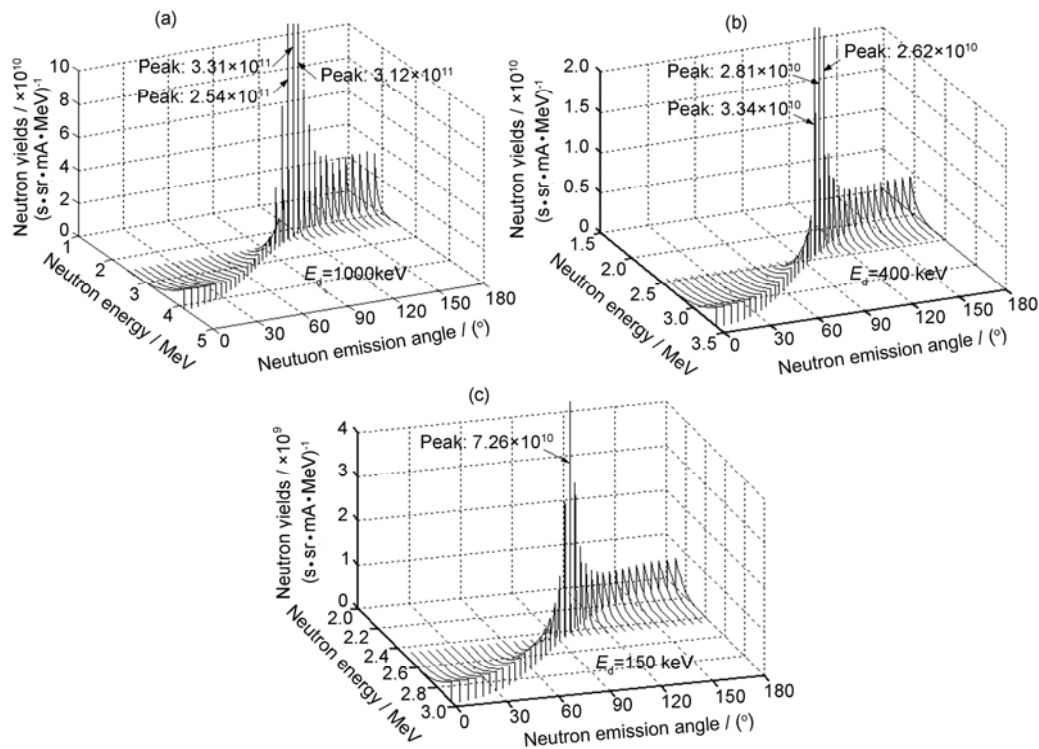 (a)
Neutron yields / ×10¹⁰
(s•sr•mA•MeV)⁻¹
10
8
6
4
2
0
Peak: 3.31×10¹¹
Peak: 2.54×10¹¹
Peak: 3.12×10¹¹
E_d=1000keV
1
2
3
4
5
Neutron energy / MeV
0
30
60
90
120
150
180
Neutuon emission angle / (°)
(b)
Neutron yields / ×10¹⁰
(s•sr•mA•MeV)⁻¹
2.0
1.5
1.0
0.5
0
Peak: 2.62×10¹⁰
Peak: 2.81×10¹⁰
Peak: 3.34×10¹⁰
E_d=400 keV
1.5
2.0
2.5
3.0
3.5
Neutron energy / MeV
0
30
60
90
120
150
180
Neutron emission angle / (°)
(c)
Neutron yields / ×10⁹
(s•sr•mA•MeV)⁻¹
4
3
2
1
0
Peak: 7.26×10¹⁰
E_d=150 keV
2.0
2.2
2.4
2.6
2.8
3.0
Neutron energy / MeV
0
30
60
90
120
150
180
Neutron emission angle / (°)